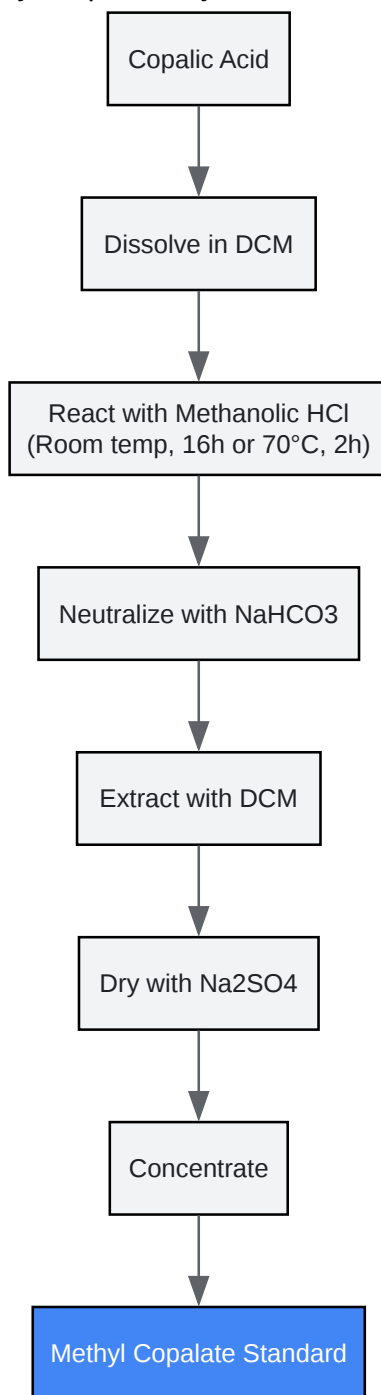 Copalic Acid
Dissolve in DCM
React with Methanolic HCl
(Room temp, 16h or 70°C, 2h)
Neutralize with NaHCO3
Extract with DCM
Dry with Na2SO4
Concentrate
Methyl Copalate Standard